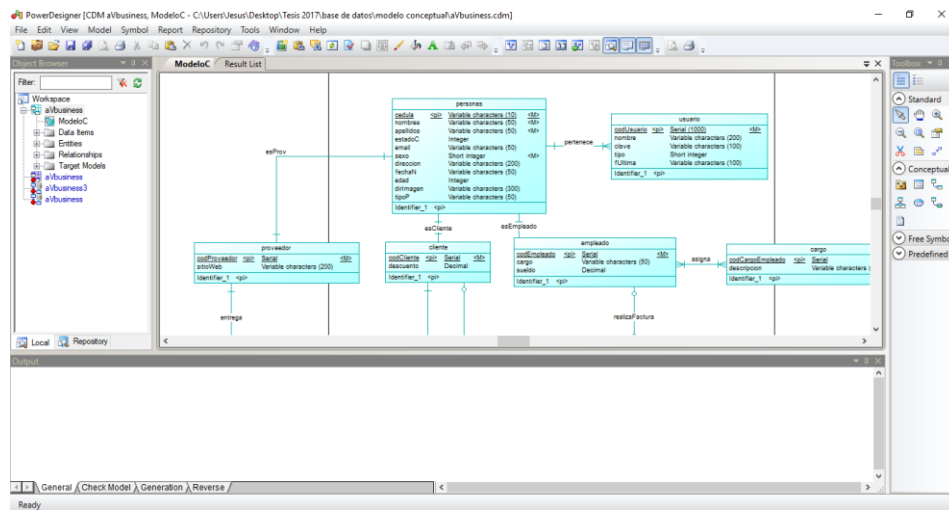 PowerDesigner [CDM aVbusiness, ModeloC - C:\Users\Jesus\Desktop\Tesis 2017\base de datos\modelo conceptual\aVbusiness.cdm]
File Edit View Model Symbol Report Repository Tools Window Help
Object Browser
ModeloC Result List
Toolbox
Filter:
Workspace
aVbusiness
ModeloC
Data Items
Entities
Relationships
Target Models
aVbusiness
aVbusiness3
aVbusiness
Local Repository
personas
cedula <pi> Variable characters (10) <M>
nombres Variable characters (50) <M>
apellidos Variable characters (50) <M>
estadoC Integer
email Variable characters (50)
sexo Short integer <M>
direccion Variable characters (200)
fechaN Variable characters (50)
edad Integer
dirImagen Variable characters (300)
tipoP Variable characters (50)
Identifier_1 <pi>
pertenece
usuario
codUsuario <pi> Serial (1000) <M>
nombre Variable characters (200)
clave Variable characters (100)
tipo Short integer
fUltima Variable characters (100)
Identifier_1 <pi>
esProv
esCliente
esEmpleado
proveedor
codProveedor <pi> Serial <M>
sitioWeb Variable characters (200)
Identifier_1 <pi>
cliente
codCliente <pi> Serial <M>
descuento Decimal
Identifier_1 <pi>
empleado
codEmpleado <pi> Serial <M>
cargo Variable characters (50)
sueldo Decimal
Identifier_1 <pi>
asigna
cargo
codCargoEmpleado <pi> Serial
descripcion Variable characters (
Identifier_1 <pi>
entrega
realizaFactura
Standard
Conceptual
Free Symbo
Predefined
Output
General Check Model Generation Reverse
Ready